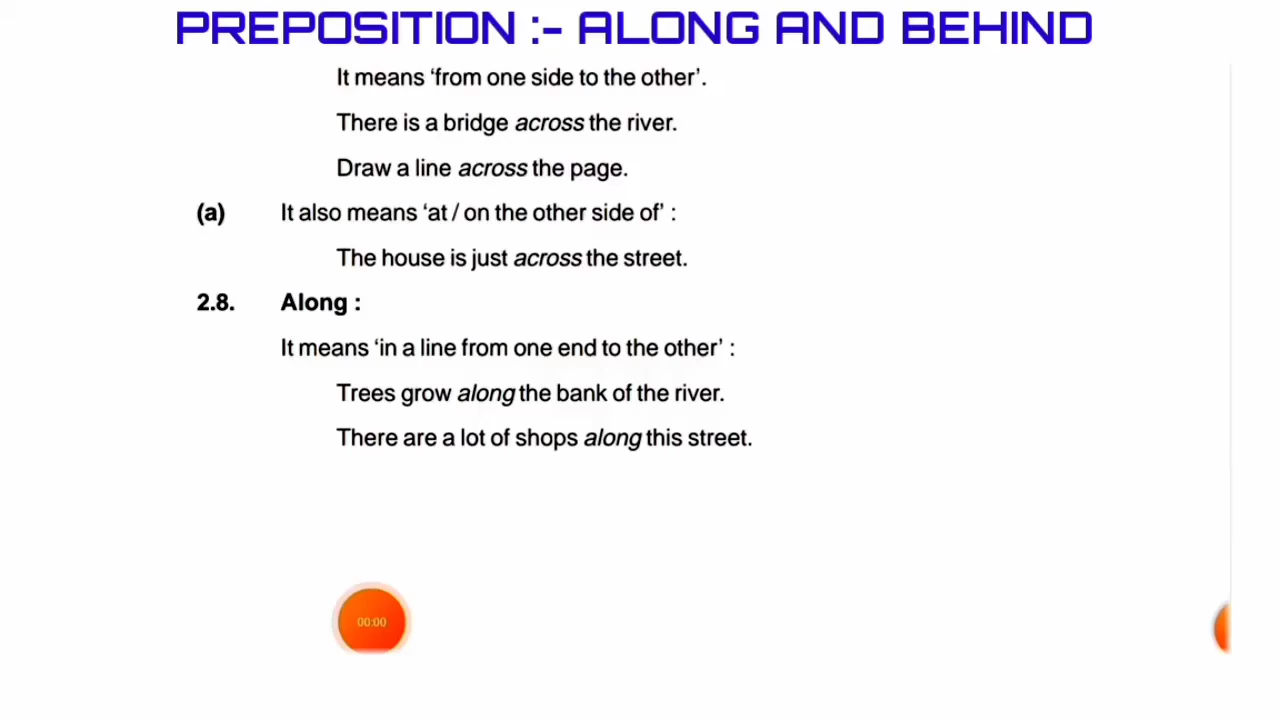 PREPOSITION :- ALONG AND BEHIND
It means ‘from one side to the other’.
There is a bridge across the river.
Draw a line across the page.
(a) It also means ‘at / on the other side of’ :
The house is just across the street.
2.8. Along :
It means ‘in a line from one end to the other’ :
Trees grow along the bank of the river.
There are a lot of shops along this street.
00:00